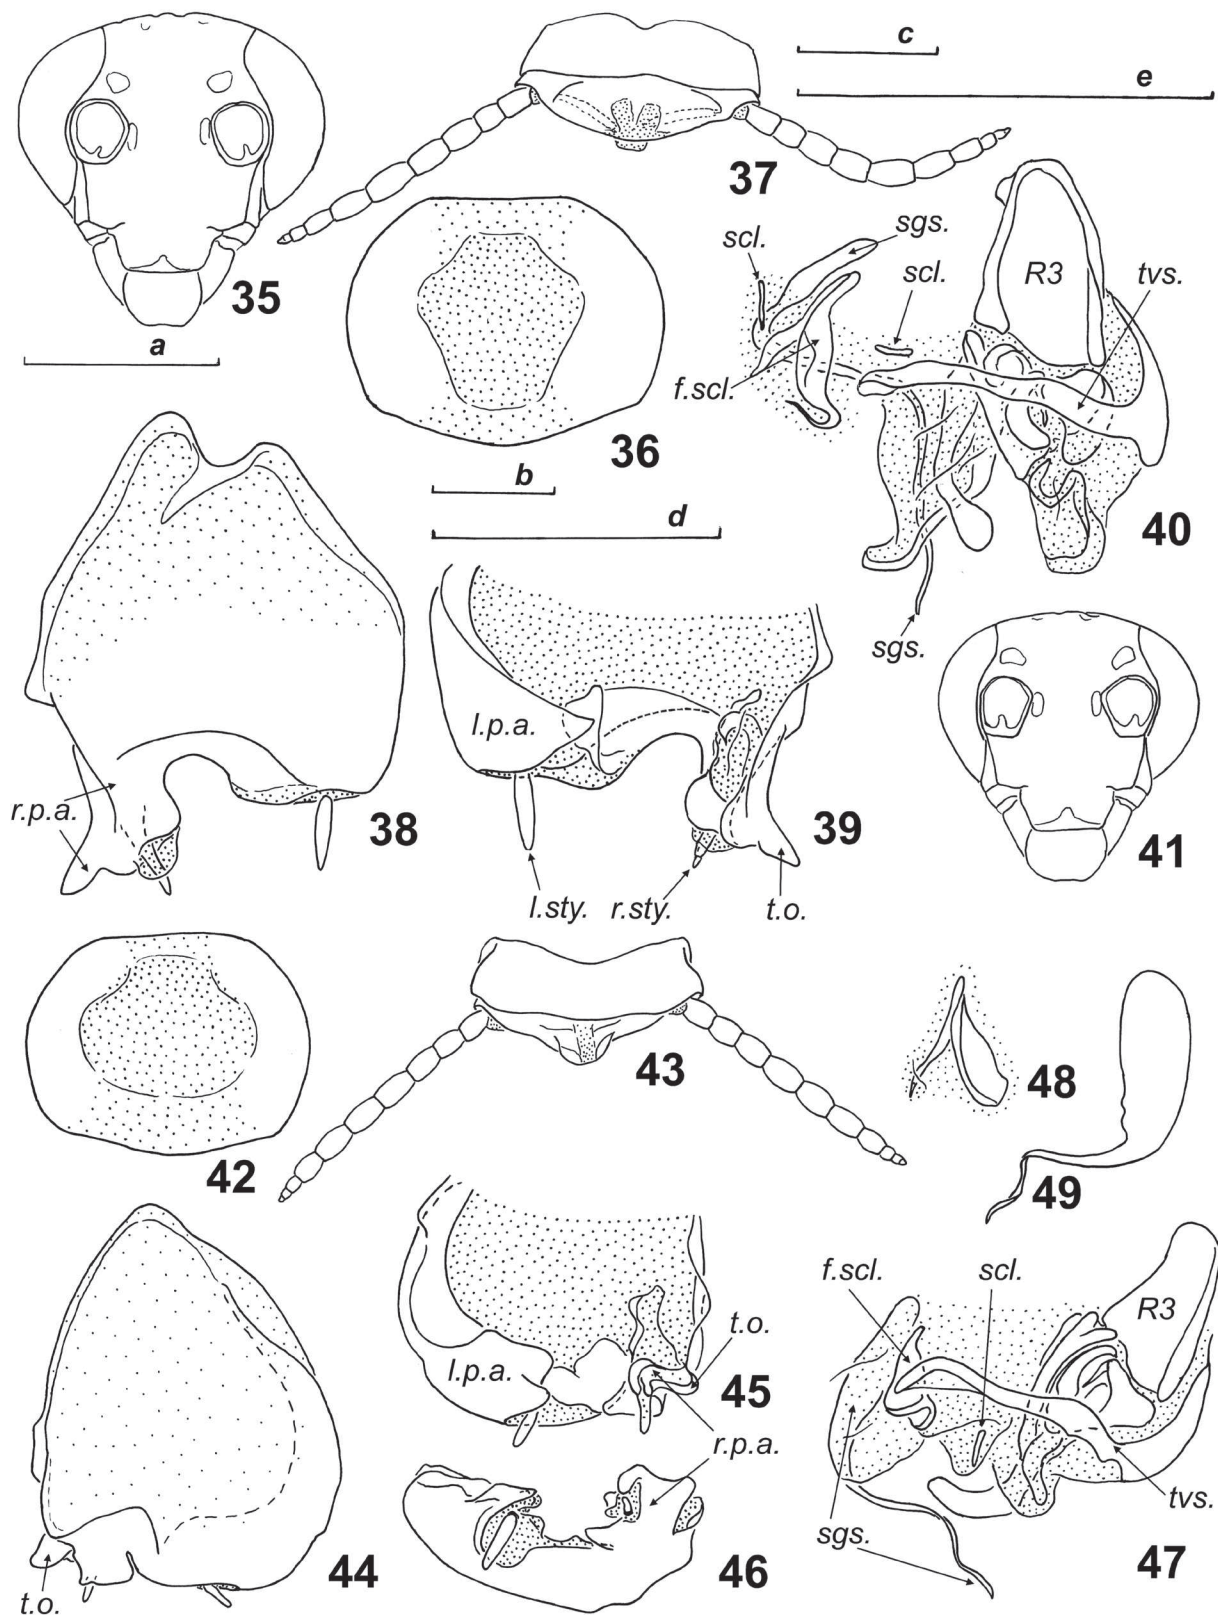 c
e
37
35
a
sgs.
scl.
scl.
R3
tvs.
f.scl.
36
b
d
40
sgs.
l.p.a.
r.p.a.
38
39
41
l.sty.
r.sty.
t.o.
42
43
48
49
f.scl.
scl.
R3
t.o.
l.p.a.
45
r.p.a.
tvs.
sgs.
44
46
47
t.o.